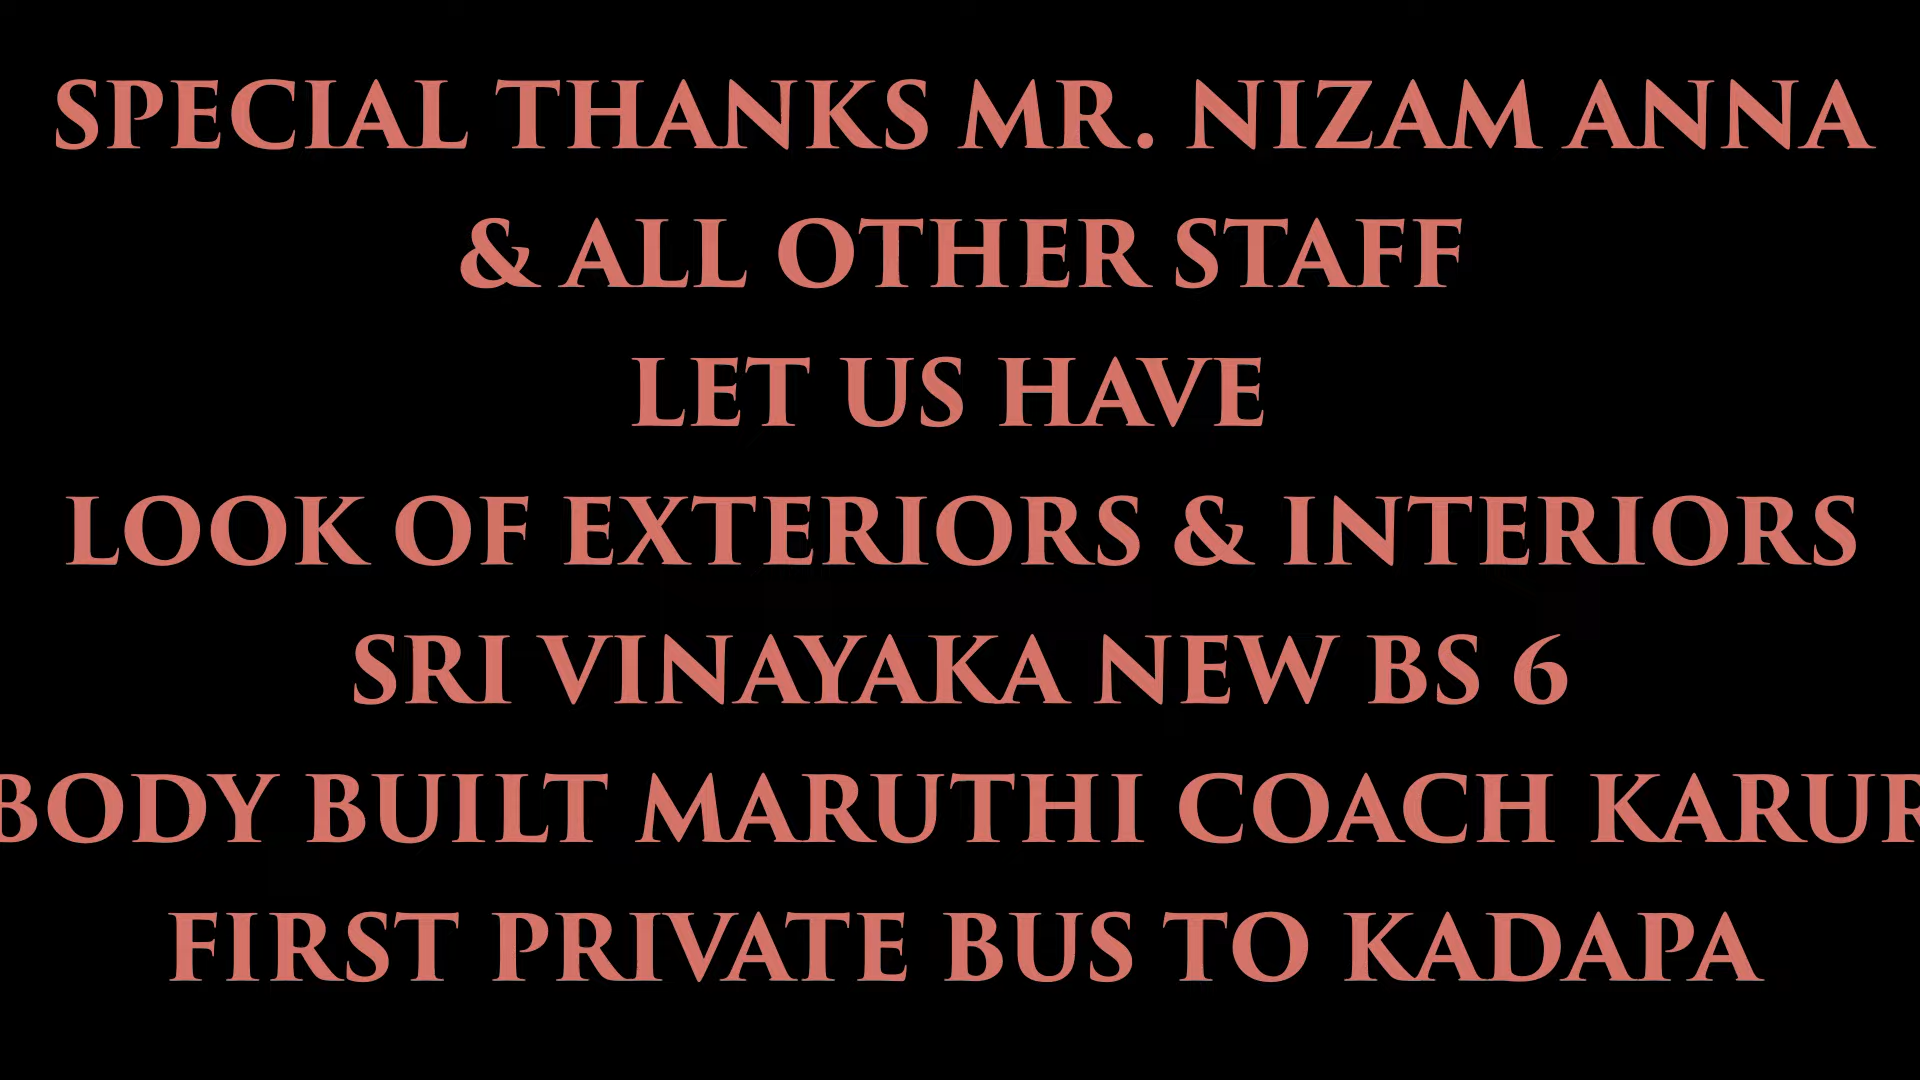 SPECIAL THANKS MR. NIZAM ANNA
& ALL OTHER STAFF
LET US HAVE
LOOK OF EXTERIORS & INTERIORS
SRI VINAYAKA NEW BS 6
BODY BUILT MARUTHI COACH KARUR
FIRST PRIVATE BUS TO KADAPA